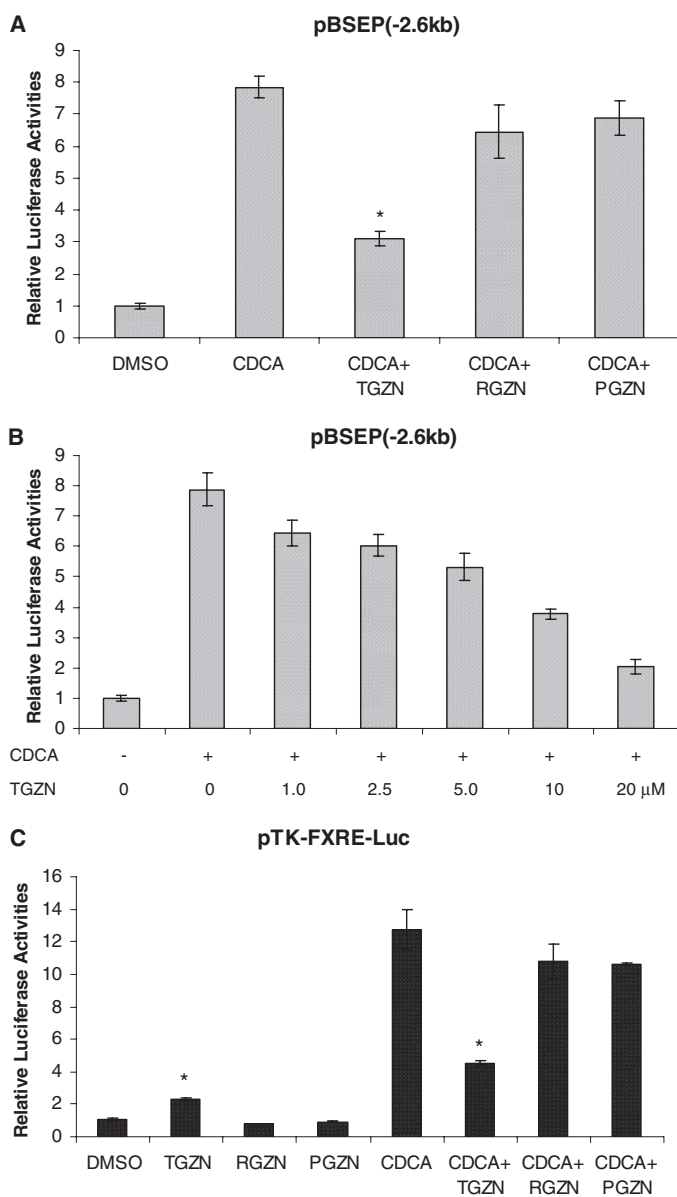 A
pBSEP(-2.6kb)
Relative Luciferase Activities
9
8
7
6
5
4
3
2
1
0
*
DMSO CDCA CDCA+ CDCA+ CDCA+
TGZN RGZN PGZN
B
pBSEP(-2.6kb)
Relative Luciferase Activities
9
8
7
6
5
4
3
2
1
0
CDCA - + + + + + +
TGZN 0 0 1.0 2.5 5.0 10 20 μM
C
pTK-FXRE-Luc
Relative Luciferase Activities
16
14
12
10
8
6
4
2
0
* *
DMSO TGZN RGZN PGZN CDCA CDCA+ CDCA+ CDCA+
TGZN RGZN PGZN